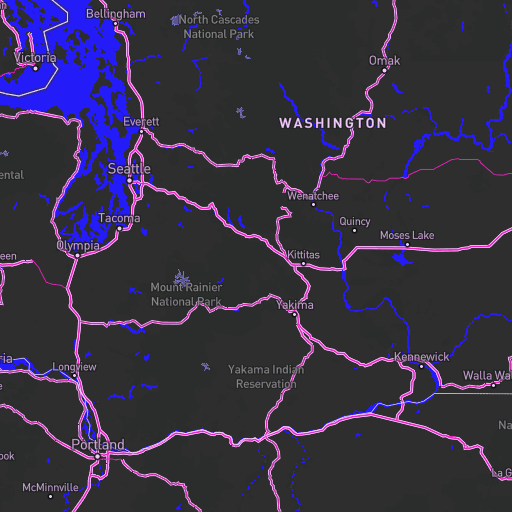 Bellingham
North Cascades
National Park
Victoria
Omak
Everett
WASHINGTON
Seattle
ental
Wenatchee
Tacoma
Quincy
Moses Lake
Olympia
een
Kittitas
Mount Rainier
National Park
Yakima
ria
Longview
Yakama Indian
Reservation
Kennewick
Walla Wal
Na
Portland
ook
La G
McMinnville